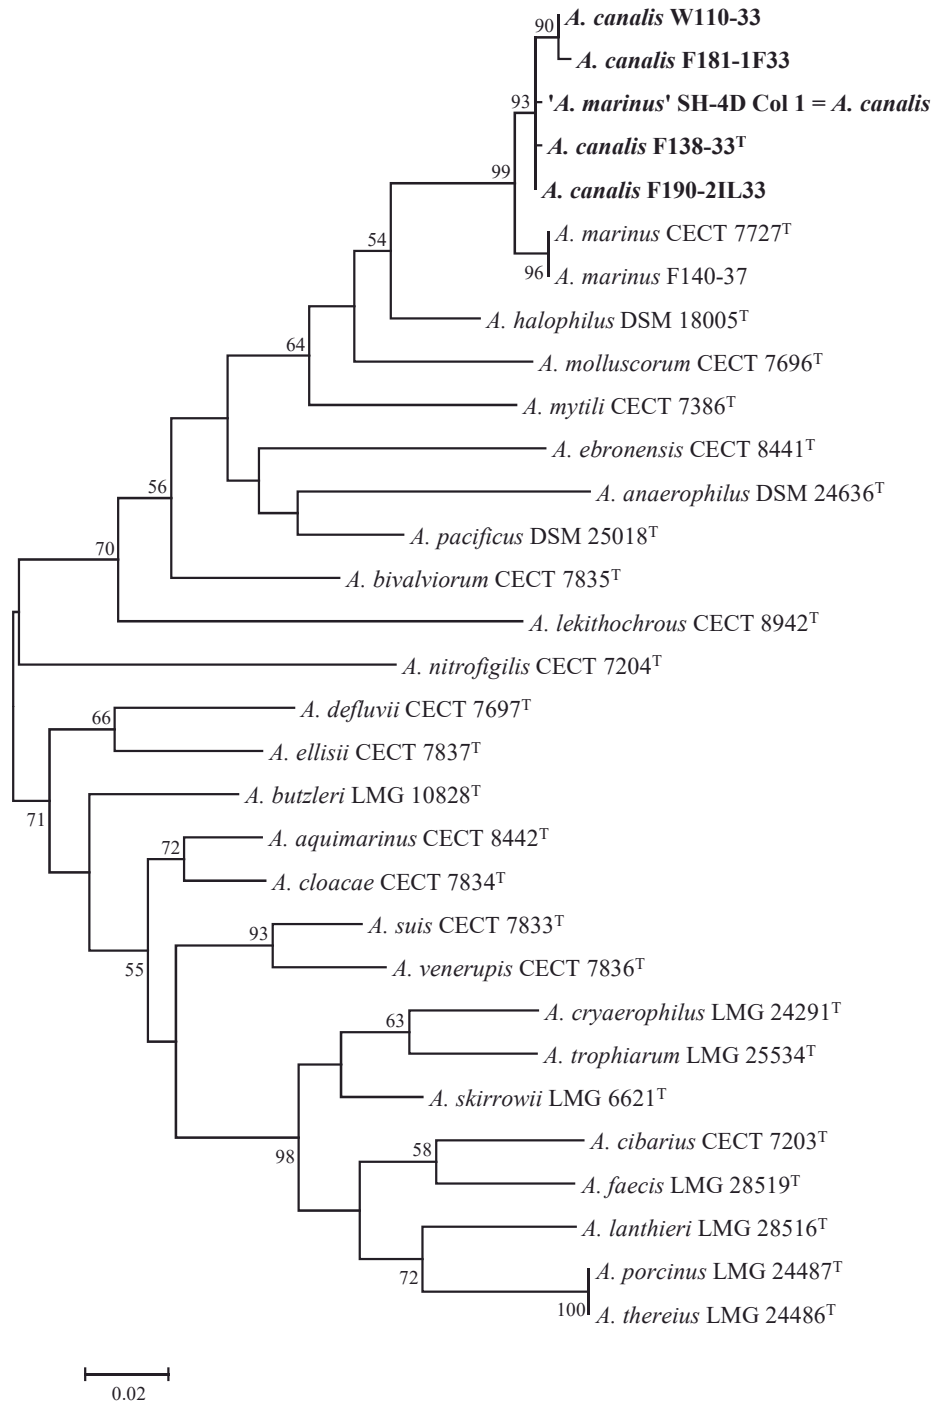 90
A. canalis W110-33
A. canalis F181-1F33
93
'A. marinus' SH-4D Col 1 = A. canalis
A. canalis F138-33ᵀ
99
A. canalis F190-2IL33
A. marinus CECT 7727ᵀ
54
96
A. marinus F140-37
A. halophilus DSM 18005ᵀ
64
A. molluscorum CECT 7696ᵀ
A. mytili CECT 7386ᵀ
A. ebronensis CECT 8441ᵀ
56
A. anaerophilus DSM 24636ᵀ
A. pacificus DSM 25018ᵀ
70
A. bivalviorum CECT 7835ᵀ
A. lekithochrous CECT 8942ᵀ
A. nitrofigilis CECT 7204ᵀ
66
A. defluvii CECT 7697ᵀ
A. ellisii CECT 7837ᵀ
A. butzleri LMG 10828ᵀ
71
A. aquimarinus CECT 8442ᵀ
72
A. cloacae CECT 7834ᵀ
A. suis CECT 7833ᵀ
93
55
A. venerupis CECT 7836ᵀ
A. cryaerophilus LMG 24291ᵀ
63
A. trophiarum LMG 25534ᵀ
A. skirrowii LMG 6621ᵀ
A. cibarius CECT 7203ᵀ
58
98
A. faecis LMG 28519ᵀ
A. lanthieri LMG 28516ᵀ
A. porcinus LMG 24487ᵀ
72
100
A. thereius LMG 24486ᵀ
0.02